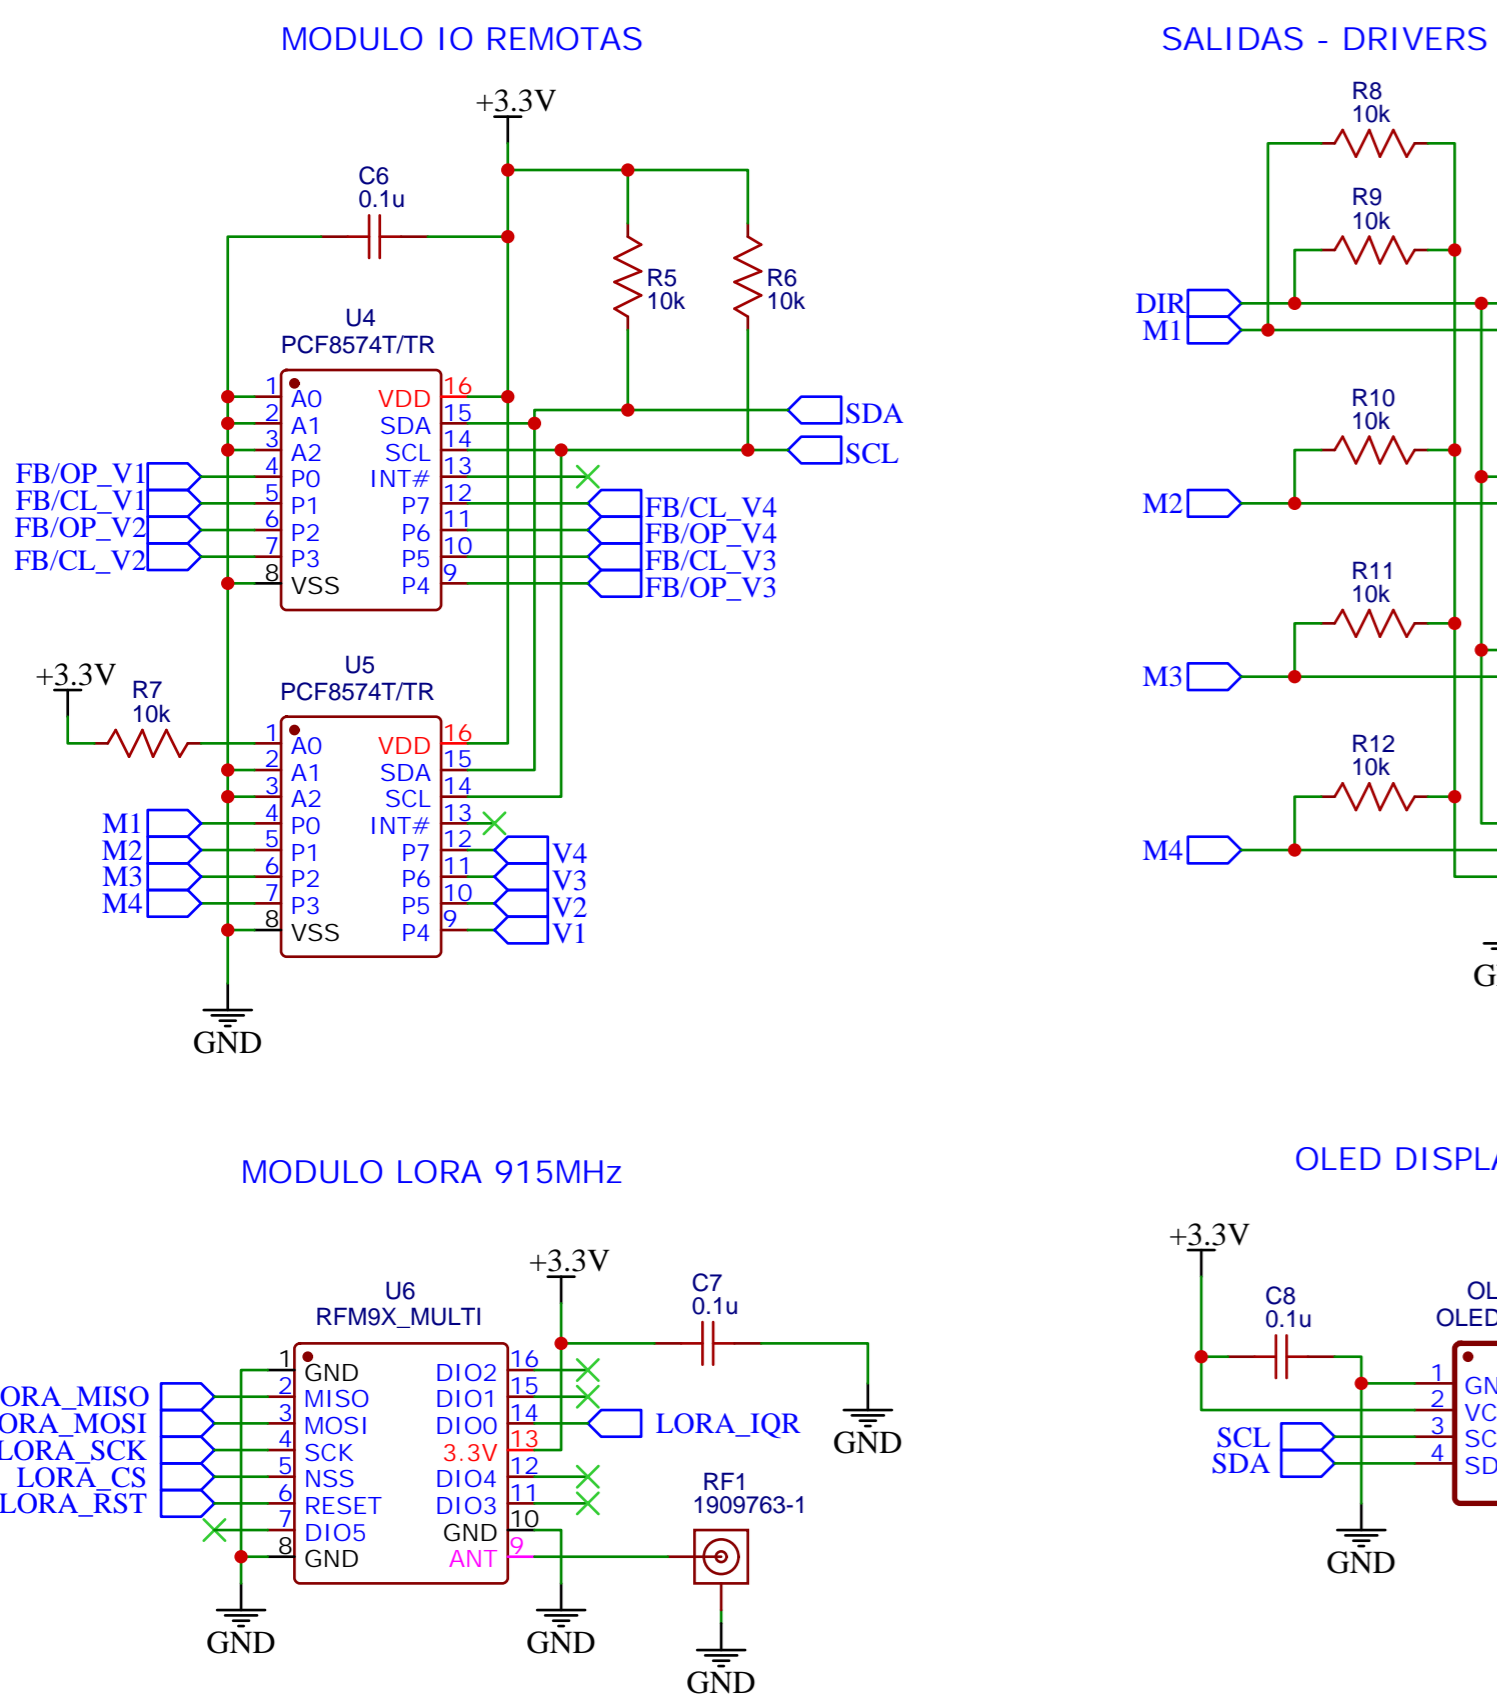 MODULO IO REMOTAS
+3.3V
C6
0.1u
R5
10k
R6
10k
U4
PCF8574T/TR
1 A0
2 A1
3 A2
4 P0
5 P1
6 P2
7 P3
8 VSS
VDD 16
SDA 15
SCL 14
INT# 13
P7 12
P6 11
P5 10
P4 9
FB/OP_V1
FB/CL_V1
FB/OP_V2
FB/CL_V2
SDA
SCL
FB/CL_V4
FB/OP_V4
FB/CL_V3
FB/OP_V3
+3.3V
R7
10k
U5
PCF8574T/TR
1 A0
2 A1
3 A2
4 P0
5 P1
6 P2
7 P3
8 VSS
VDD 16
SDA 15
SCL 14
INT# 13
P7 12
P6 11
P5 10
P4 9
M1
M2
M3
M4
V4
V3
V2
V1
GND
SALIDAS - DRIVERS
R8
10k
R9
10k
DIR
M1
R10
10k
M2
R11
10k
M3
R12
10k
M4
MODULO LORA 915MHz
+3.3V
C7
0.1u
U6
RFM9X_MULTI
1 GND
2 MISO
3 MOSI
4 SCK
5 NSS
6 RESET
7 DIO5
8 GND
DIO2 16
DIO1 15
DIO0 14
3.3V 13
DIO4 12
DIO3 11
GND 10
ANT 9
ORA_MISO
ORA_MOSI
LORA_SCK
LORA_CS
LORA_RST
LORA_IQR
GND
RF1
1909763-1
GND
GND
GND
OLED DISPLA
+3.3V
C8
0.1u
OL
OLED
1 GN
2 VC
3 SC
4 SD
SCL
SDA
GND